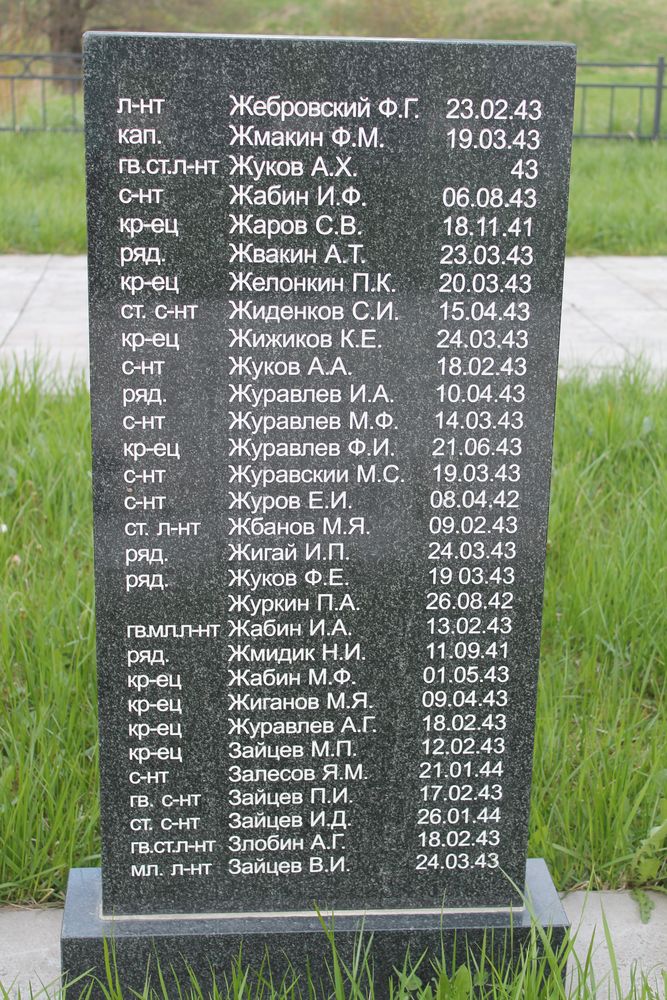 л-нт Жебровский Ф.Г. 23.02.43
кап. Жмакин Ф.М. 19.03.43
гв.ст.л-нт Жуков А.Х. 43
с-нт Жабин И.Ф. 06.08.43
кр-ец Жаров С.В. 18.11.41
ряд. Жвакин А.Т. 23.03.43
кр-ец Желонкин П.К. 20.03.43
ст. с-нт Жиденков С.И. 15.04.43
кр-ец Жижиков К.Е. 24.03.43
с-нт Жуков А.А. 18.02.43
ряд. Журавлев И.А. 10.04.43
с-нт Журавлев М.Ф. 14.03.43
кр-ец Журавлев Ф.И. 21.06.43
с-нт Журавскии М.С. 19.03.43
с-нт Журов Е.И. 08.04.42
ст. л-нт Жбанов М.Я. 09.02.43
ряд. Жигай И.П. 24.03.43
ряд. Жуков Ф.Е. 19 03.43
Журкин П.А. 26.08.42
гв.мл.л-нт Жабин И.А. 13.02.43
ряд. Жмидик Н.И. 11.09.41
кр-ец Жабин М.Ф. 01.05.43
кр-ец Жиганов М.Я. 09.04.43
кр-ец Журавлев А.Г. 18.02.43
кр-ец Зайцев М.П. 12.02.43
с-нт Залесов Я.М. 21.01.44
гв. с-нт Зайцев П.И. 17.02.43
ст. с-нт Зайцев И.Д. 26.01.44
гв.ст.л-нт Злобин А.Г. 18.02.43
мл. л-нт Зайцев В.И. 24.03.43